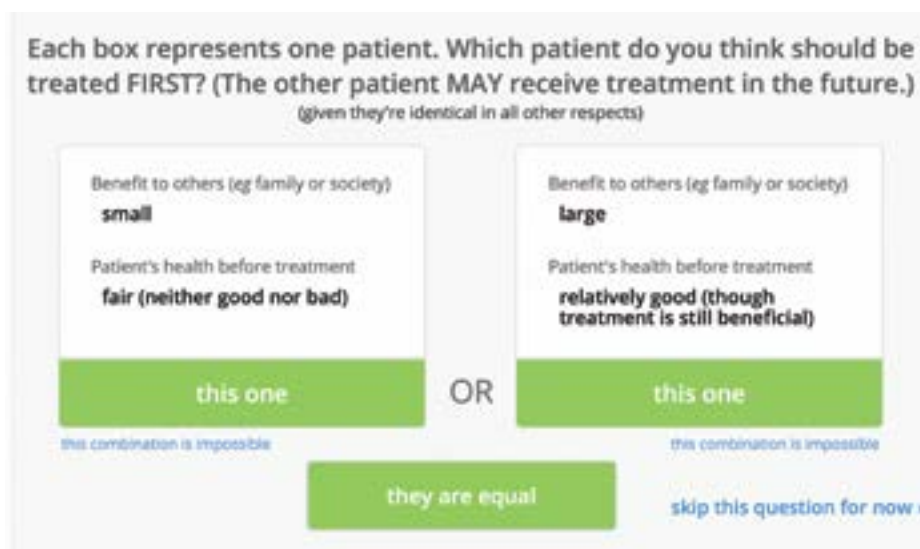 Each box represents one patient. Which patient do you think should be
treated FIRST? (The other patient MAY receive treatment in the future.)
(given they're identical in all other respects)
Benefit to others (eg family or society)
small
Patient's health before treatment
fair (neither good nor bad)
this one
this combination is impossible
OR
Benefit to others (eg family or society)
large
Patient's health before treatment
relatively good (though
treatment is still beneficial)
this one
this combination is impossible
they are equal
skip this question for now